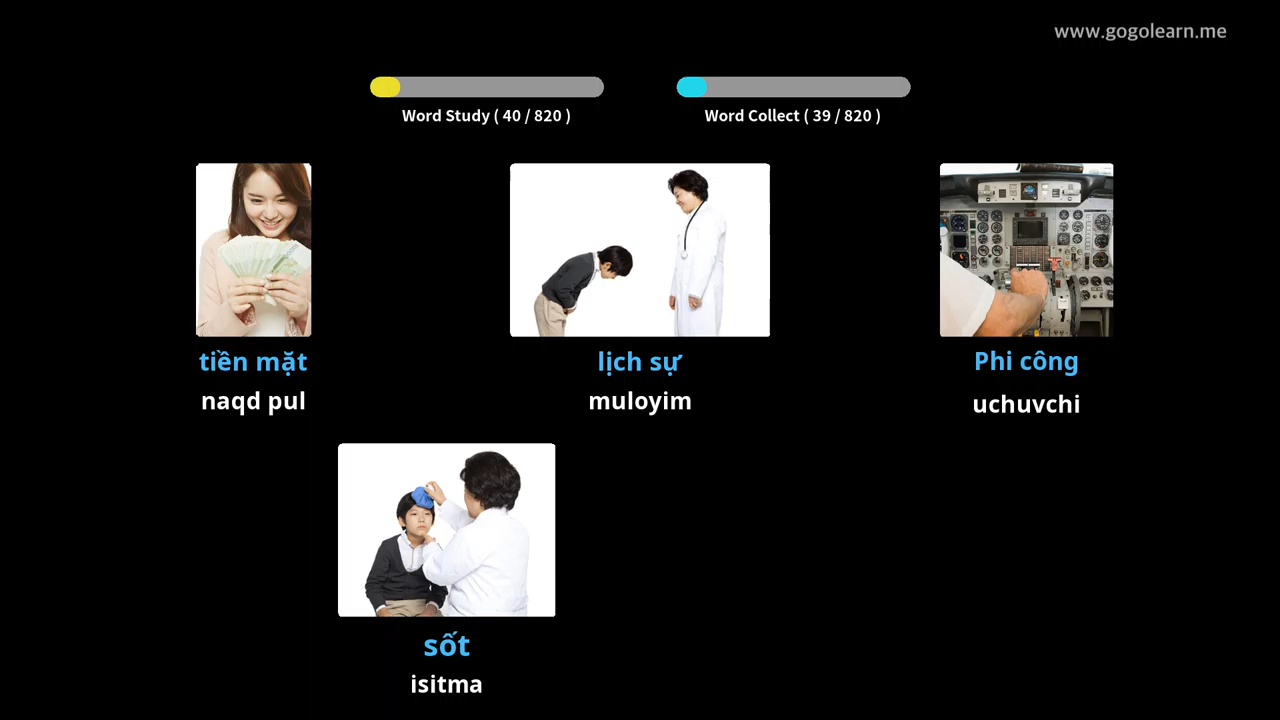 www.gogolearn.me
Word Study ( 40 / 820 )
Word Collect ( 39 / 820 )
tiền mặt
naqd pul
lịch sự
muloyim
Phi công
uchuvchi
sốt
isitma